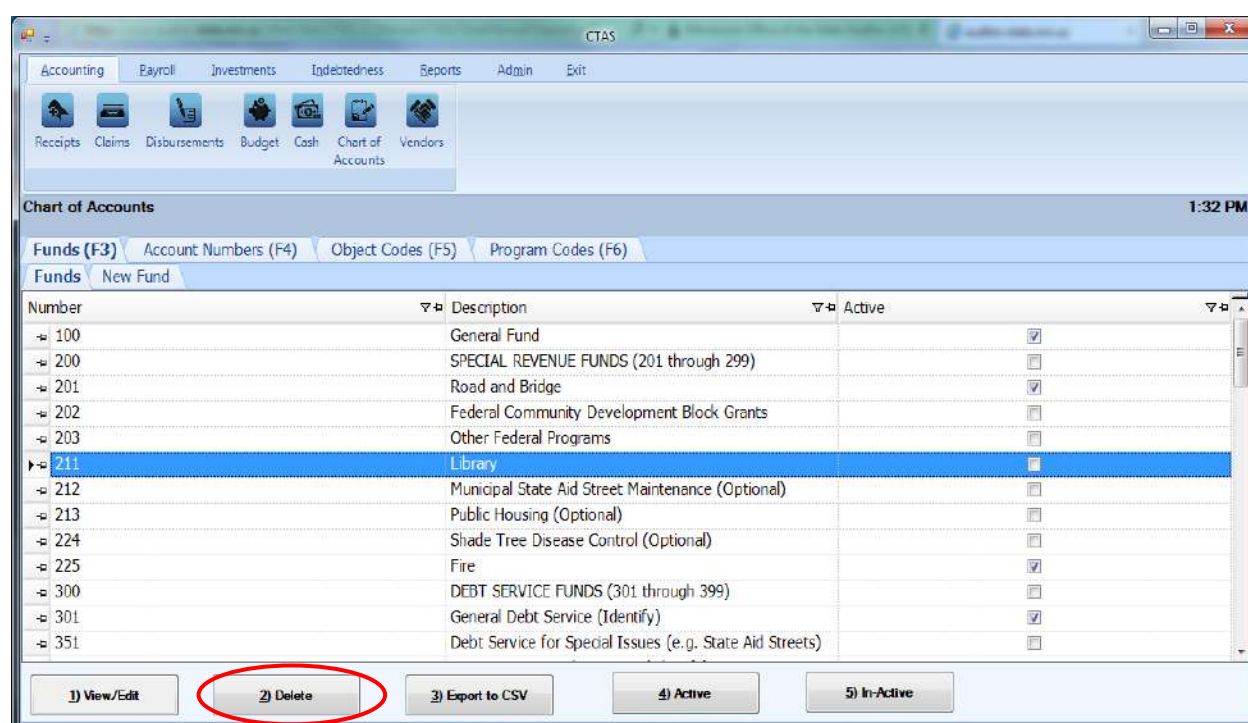 CTAS
Accounting Payroll Investments Indebtedness Reports Admin Exit
Receipts Claims Disbursements Budget Cash Chart of Accounts Vendors
Chart of Accounts 1:32 PM
Funds (F3) Account Numbers (F4) Object Codes (F5) Program Codes (F6)
Funds New Fund
Number Description Active
100 General Fund
200 SPECIAL REVENUE FUNDS (201 through 299)
201 Road and Bridge
202 Federal Community Development Block Grants
203 Other Federal Programs
211 Library
212 Municipal State Aid Street Maintenance (Optional)
213 Public Housing (Optional)
224 Shade Tree Disease Control (Optional)
225 Fire
300 DEBT SERVICE FUNDS (301 through 399)
301 General Debt Service (Identify)
351 Debt Service for Special Issues (e.g. State Aid Streets)
1) View/Edit 2) Delete 3) Export to CSV 4) Active 5) In-Active